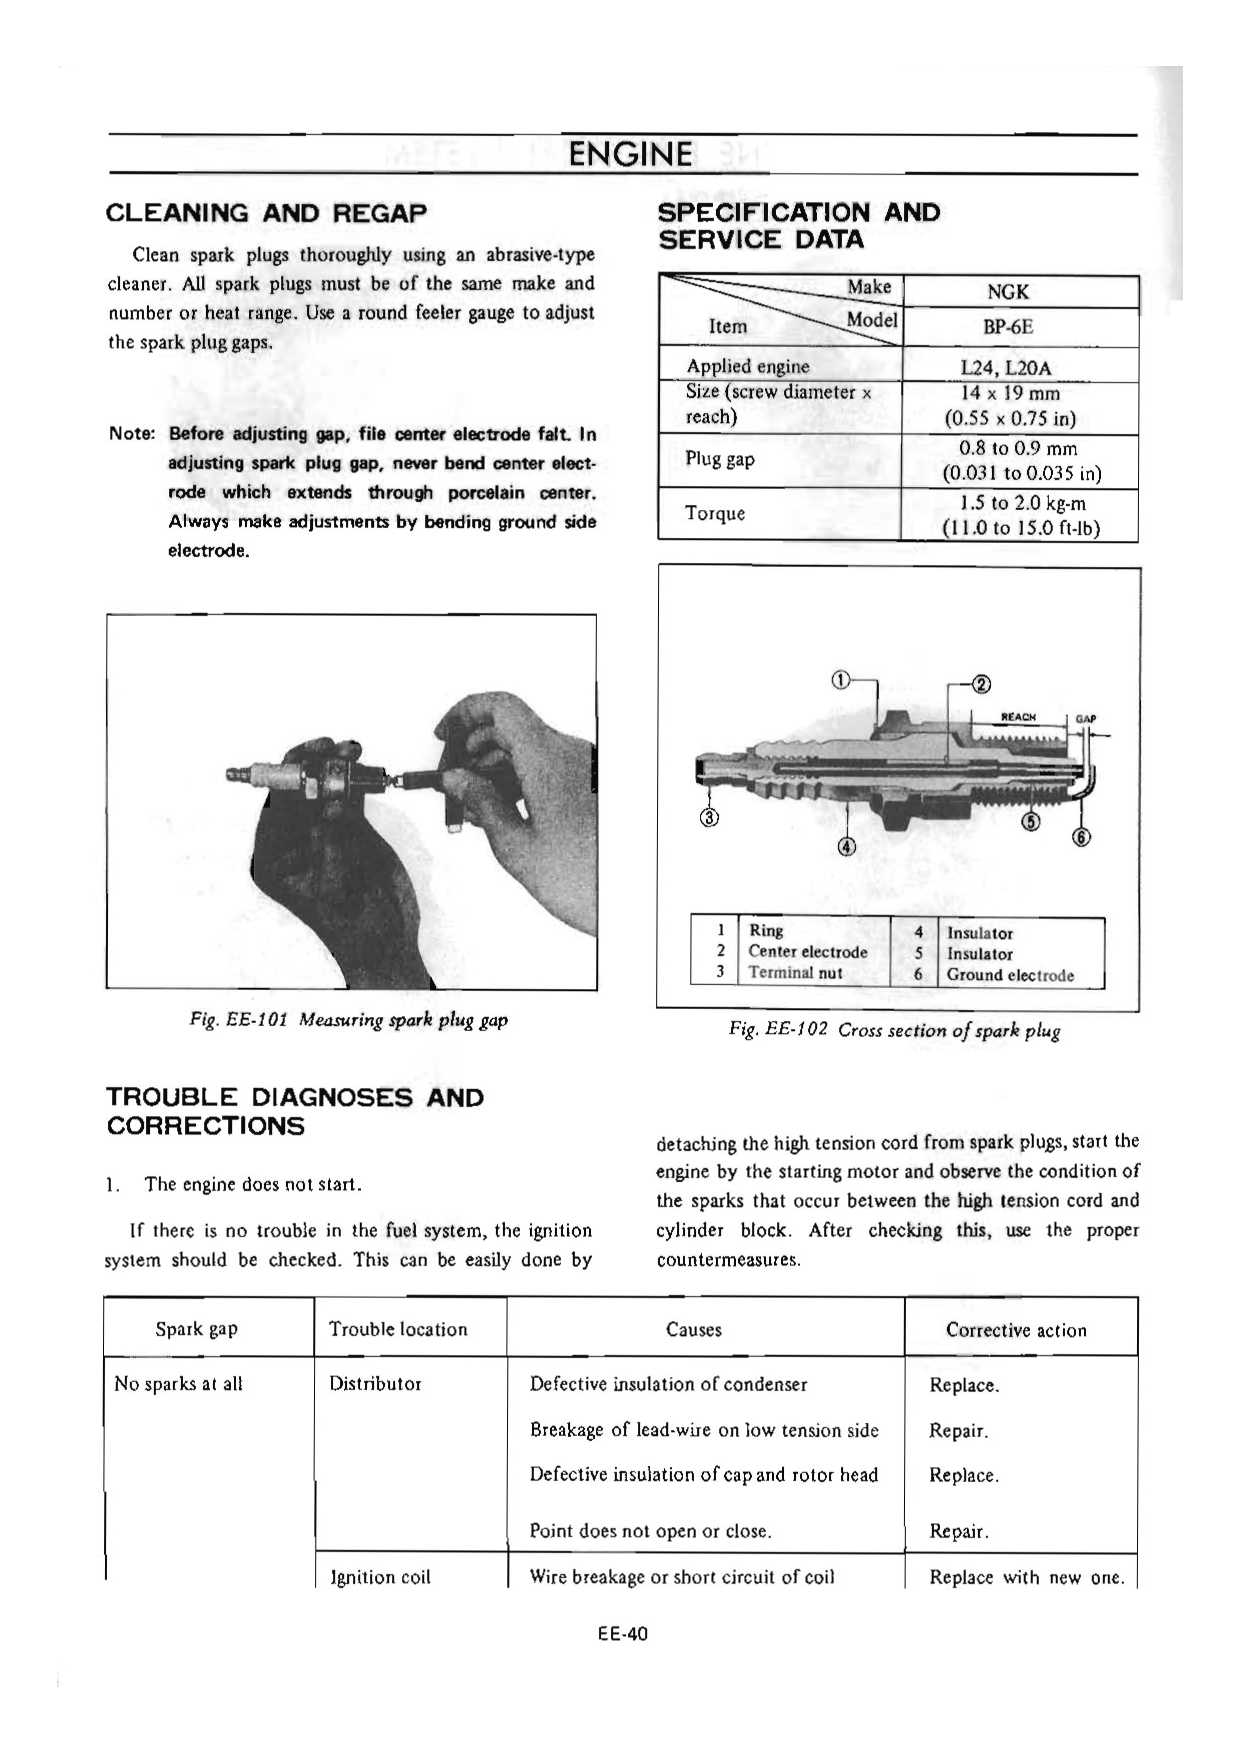 ENGINE
CLEANING AND REGAP
Clean spark plugs thoroughly using an abrasive-type
cleaner. All spark plugs must be of the same make and
number or heat range. Use a round feeler gauge to adjust
the spark plug gaps.
Note: Before adjusting gap, file center electrode falt. In
adjusting spark plug gap, never bend center elect-
rode which extends through porcelain center.
Always make adjustments by bending ground side
electrode.
Fig. EE-101 Measuring spark plug gap
SPECIFICATION AND
SERVICE DATA
Make NGK
Item Model BP-6E
Applied engine L24, L20A
Size (screw diameter x 14 x 19 mm
reach) (0.55 x 0.75 in)
Plug gap 0.8 to 0.9 mm
(0.031 to 0.035 in)
Torque 1.5 to 2.0 kg-m
(11.0 to 15.0 ft-lb)
1 2
REACH GAP
3 4 5 6
1 Ring 4 Insulator
2 Center electrode 5 Insulator
3 Terminal nut 6 Ground electrode
Fig. EE-102 Cross section of spark plug
TROUBLE DIAGNOSES AND
CORRECTIONS
1. The engine does not start.
If there is no trouble in the fuel system, the ignition
system should be checked. This can be easily done by
detaching the high tension cord from spark plugs, start the
engine by the starting motor and observe the condition of
the sparks that occur between the high tension cord and
cylinder block. After checking this, use the proper
countermeasures.
Spark gap Trouble location Causes Corrective action
No sparks at all Distributor Defective insulation of condenser Replace.
Breakage of lead-wire on low tension side Repair.
Defective insulation of cap and rotor head Replace.
Point does not open or close. Repair.
Ignition coil Wire breakage or short circuit of coil Replace with new one.
EE-40